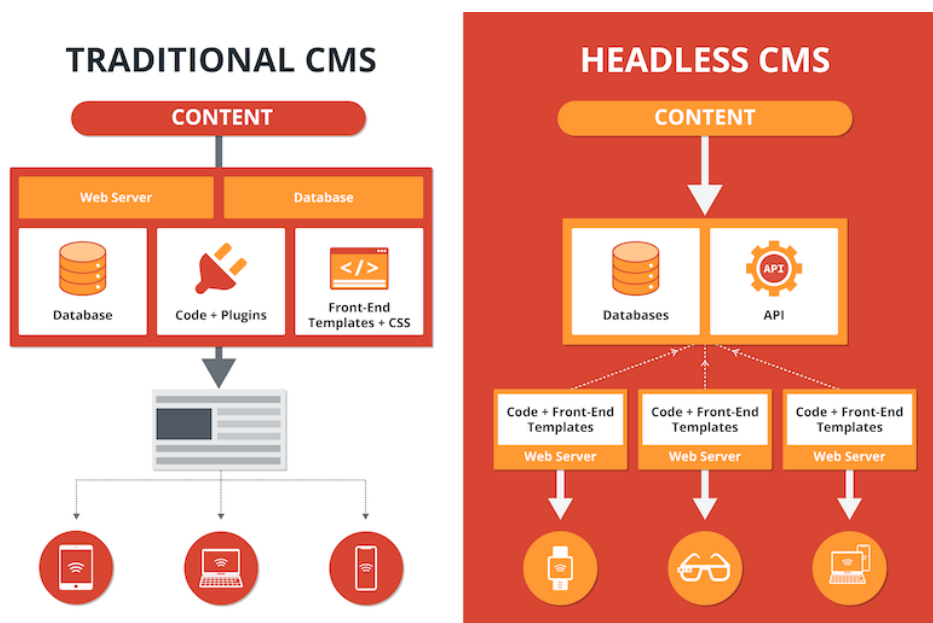 TRADITIONAL CMS
CONTENT
Web Server
Database
Database
Code + Plugins
Front-End
Templates + CSS
</>
HEADLESS CMS
CONTENT
Databases
API
API
Code + Front-End
Templates
Web Server
Code + Front-End
Templates
Web Server
Code + Front-End
Templates
Web Server